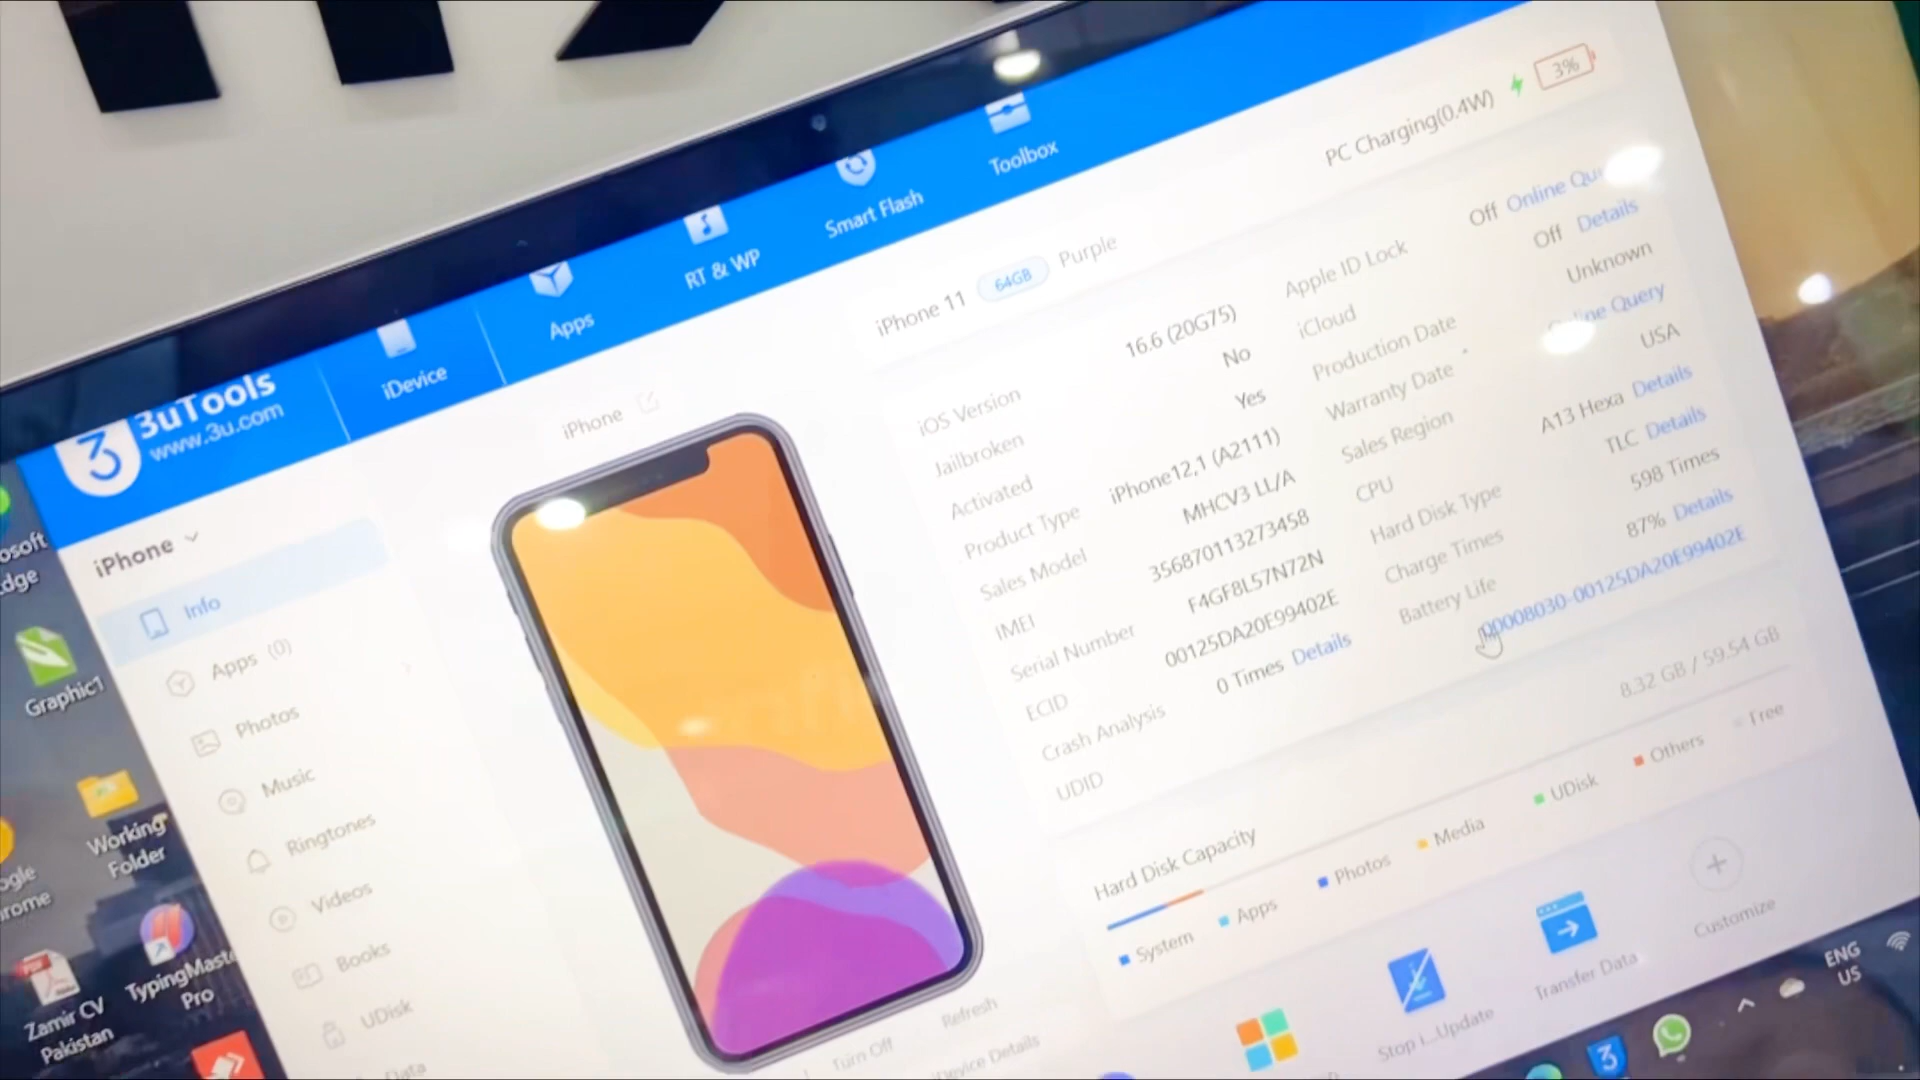 3uTools
www.3u.com
iDevice
Apps
RT & WP
Smart Flash
Toolbox
PC Charging(0.4W)
3%
iPhone
Info
Apps (0)
Photos
Music
Ringtones
Videos
Books
UDisk
Data
iPhone
Turn Off
Refresh
iPhone 11 64GB Purple
iOS Version 16.6 (20G75)
Jailbroken No
Activated Yes
Product Type iPhone12,1 (A2111)
Sales Model MHCV3 LL/A
IMEI 356870113273458
Serial Number F4GF8L57N72N
ECID 00125DA20E99402E
Crash Analysis 0 Times Details
UDID 00008030-00125DA20E99402E
Apple ID Lock Off Online
iCloud Off Details
Production Date Unknown
Warranty Date Query
Sales Region USA
CPU A13 Hexa Details
Hard Disk Type TLC Details
Charge Times 598 Times
Battery Life 87% Details
Hard Disk Capacity 8.32 GB / 59.54 GB
System
Apps
Photos
Media
UDisk
Others
Free
Stop i...Update
Transfer Data
Customize
Graphic1
Working
Folder
TypingMaste
Pro
Zamir CV
Pakistan
ENG
US